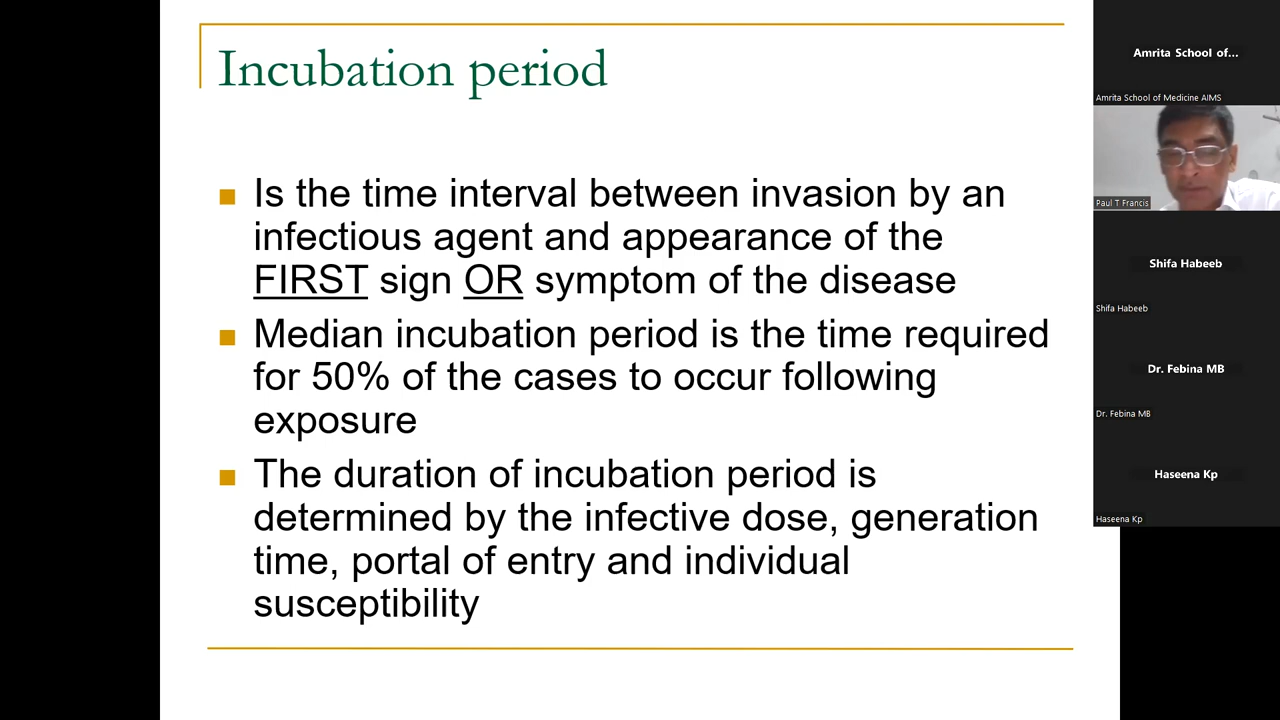 Incubation period
Is the time interval between invasion by an
infectious agent and appearance of the
FIRST sign OR symptom of the disease
Median incubation period is the time required
for 50% of the cases to occur following
exposure
The duration of incubation period is
determined by the infective dose, generation
time, portal of entry and individual
susceptibility
Amrita School of...
Amrita School of Medicine AIMS
Paul T Francis
Shifa Habeeb
Shifa Habeeb
Dr. Febina MB
Dr. Febina MB
Haseena Kp
Haseena Kp